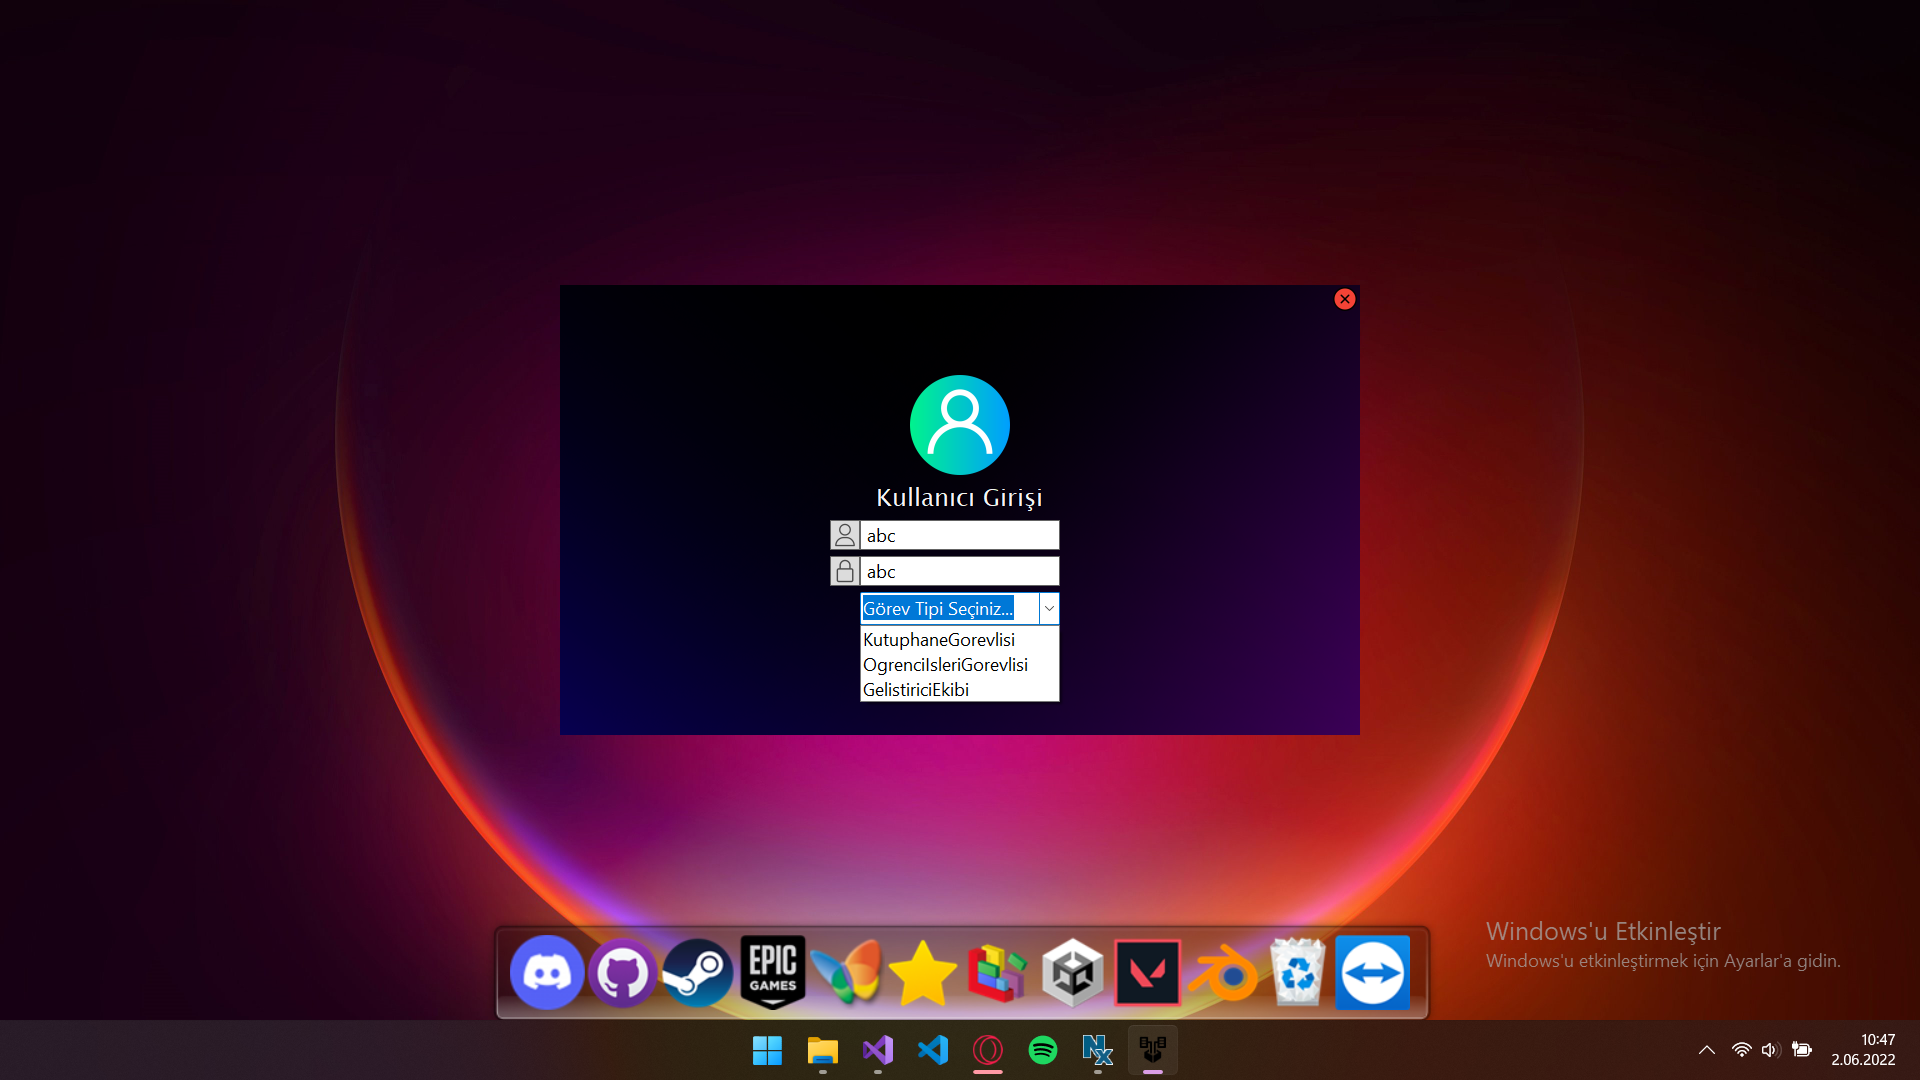 Kullanıcı Girişi
abc
abc
Görev Tipi Seçiniz...
KutuphaneGorevlisi
OgrenciIsleriGorevlisi
GelistiriciEkibi
Windows'u Etkinleştir
Windows'u etkinleştirmek için Ayarlar'a gidin.
EPIC
GAMES
10:47
2.06.2022